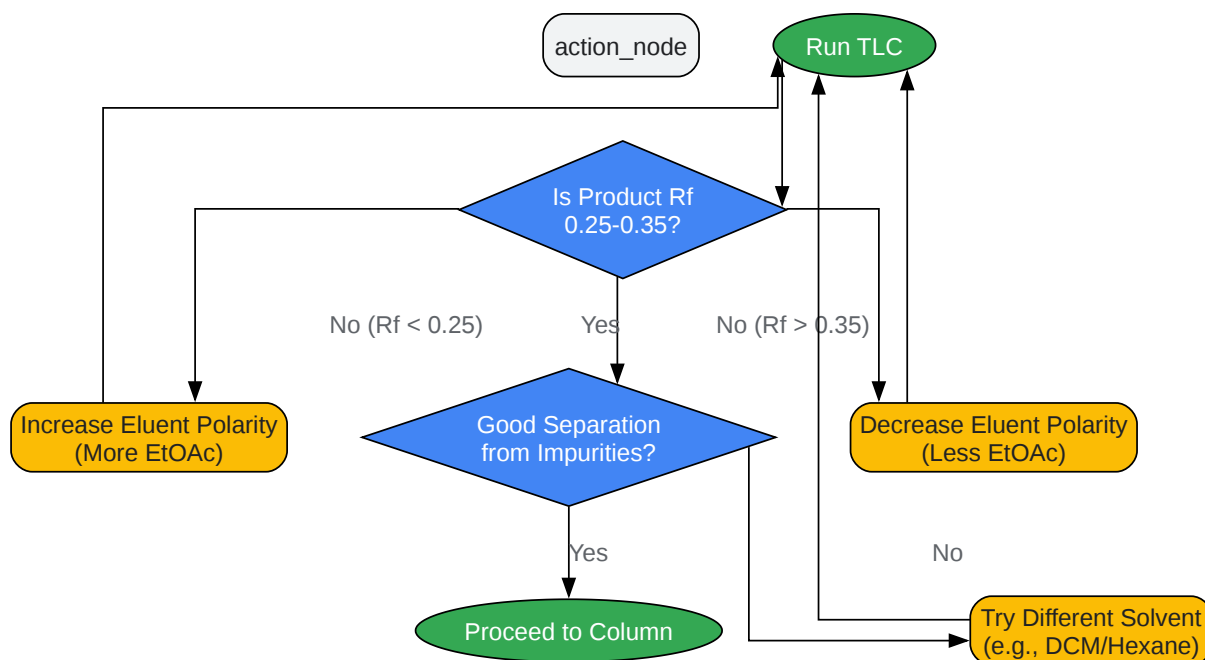 action_node
Run TLC
Is Product Rf
0.25-0.35?
No (Rf < 0.25)
Yes
No (Rf > 0.35)
Increase Eluent Polarity
(More EtOAc)
Good Separation
from Impurities?
Decrease Eluent Polarity
(Less EtOAc)
Yes
No
Proceed to Column
Try Different Solvent
(e.g., DCM/Hexane)